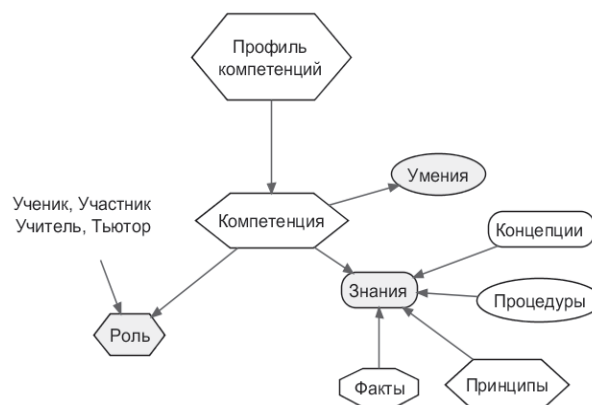 Профиль
компетенций
Умения
Ученик, Участник
Учитель, Тьютор
Компетенция
Концепции
Знания
Процедуры
Роль
Факты
Принципы